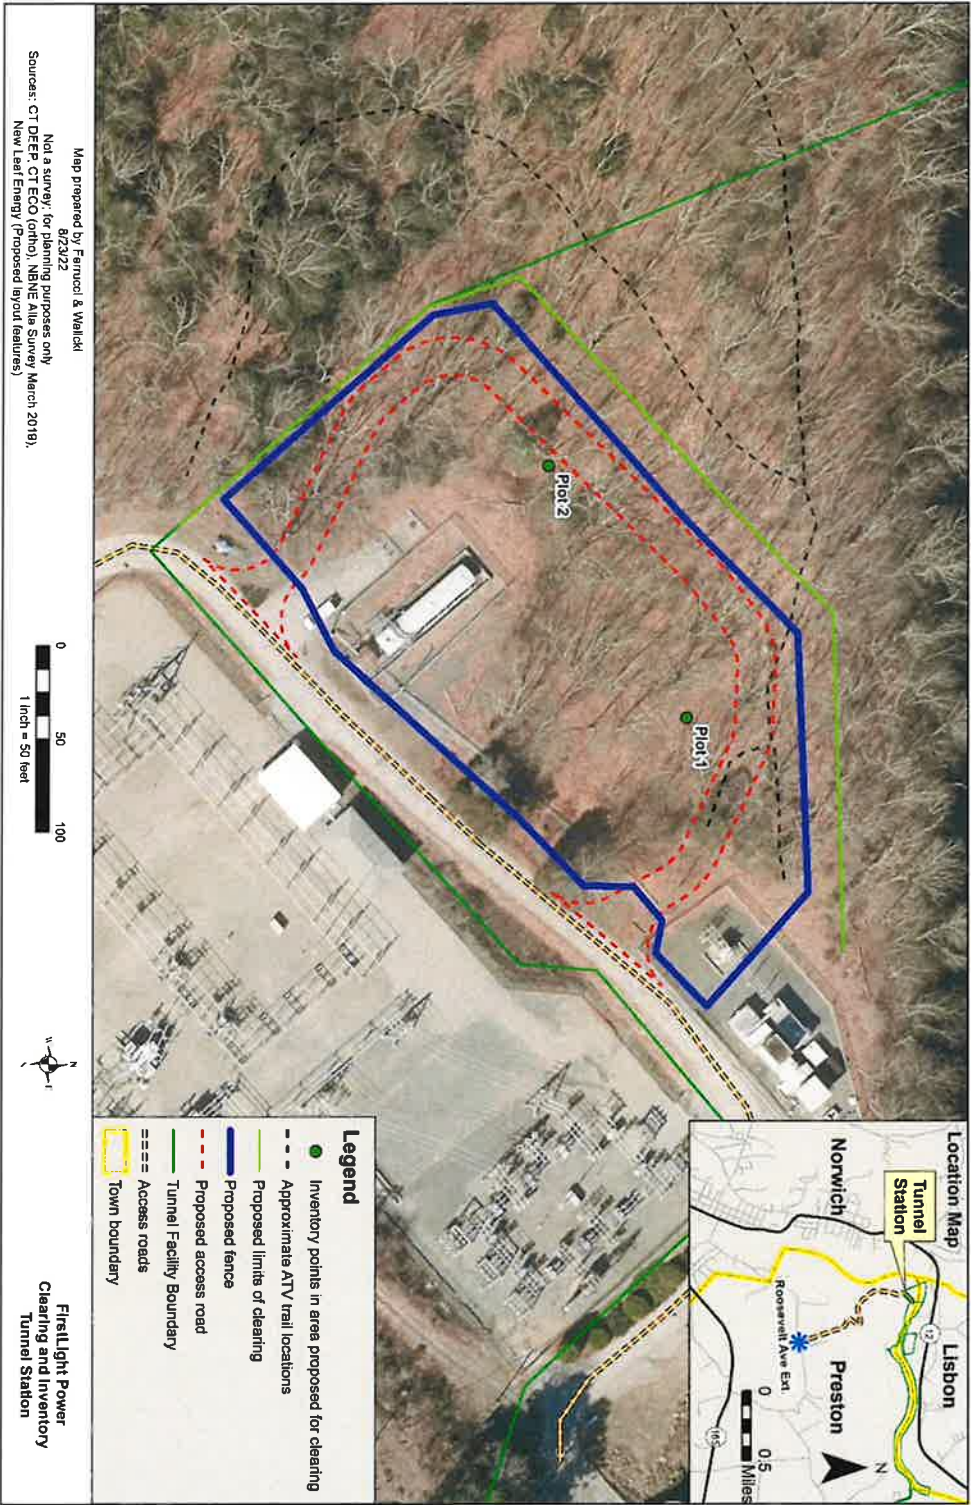 Location Map
Tunnel
Station
Norwich
Lisbon
12
Roosevelt Ave Ext.
Preston
165
N
0
0.5
Miles
Plot 2
Plot 1
Legend
Inventory points in area proposed for clearing
Approximate ATV trail locations
Proposed limits of clearing
Proposed fence
Proposed access road
Tunnel Facility Boundary
Access roads
Town boundary
Map prepared by Ferrucci & Walicki
8/23/22
Not a survey; for planning purposes only
Sources: CT DEEP, CT ECO (ortho), NBNE Alta Survey March 2019),
New Leaf Energy (Proposed layout features)
0
50
100
1 inch = 50 feet
N
W
FirstLight Power
Clearing and Inventory
Tunnel Station